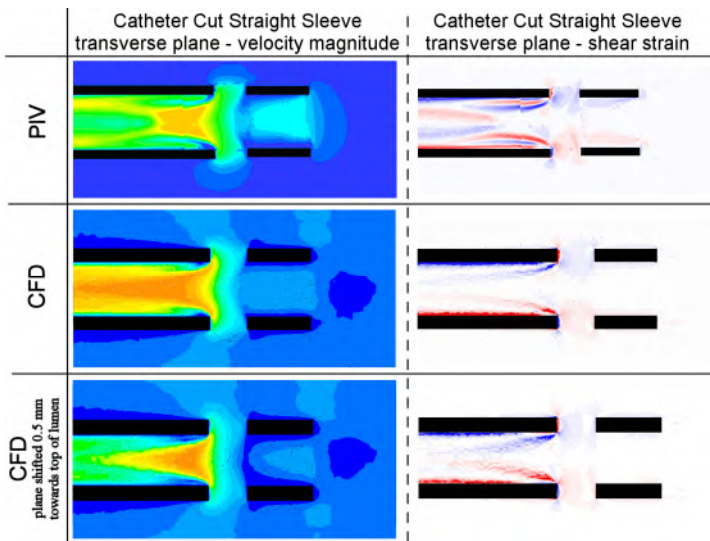 Catheter Cut Straight Sleeve
transverse plane - velocity magnitude
Catheter Cut Straight Sleeve
transverse plane - shear strain
PIV
CFD
CFD
plane shifted 0.5 mm
towards top of lumen